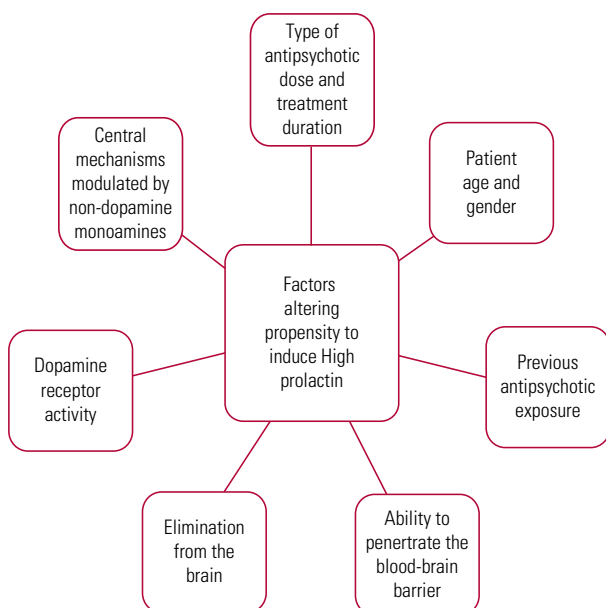 Type of
antipsychotic
dose and
treatment
duration
Central
mechanisms
modulated by
non-dopamine
monoamines
Patient
age and
gender
Factors
altering
propensity to
induce High
prolactin
Dopamine
receptor
activity
Previous
antipsychotic
exposure
Elimination
from the
brain
Ability to
penertrate the
blood-brain
barrier